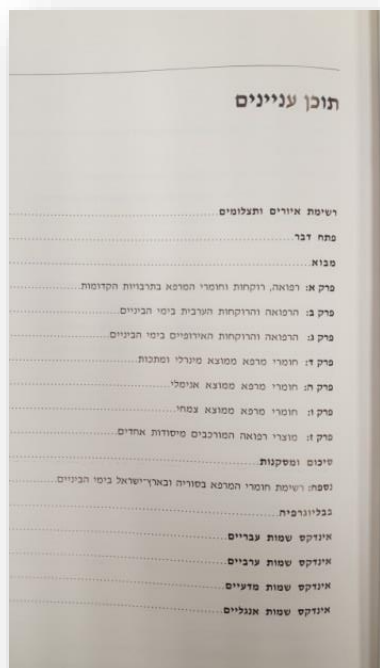 תוכן עניינים
רשימת איורים ותצלומים
פתח דבר
מבוא
פרק א: רפואה, רוקחות וחומרי המרפא בתרבויות הקדומות
פרק ב: הרפואה והרוקחות הערבית בימי הביניים
פרק ג: הרפואה והרוקחות האירופיים בימי הביניים
פרק ד: חומרי מרפא ממוצא מינרלי ומתכות
פרק ה: חומרי מרפא ממוצא אנימלי
פרק ו: חומרי מרפא ממוצא צמחי
פרק ז: מוצרי רפואה המורכבים מיסודות אחדים
סיכום ומסקנות
נספח: רשימת חומרי המרפא בסוריה ובארץ־ישראל בימי הביניים
בבליוגרפיה
אינדקס שמות עבריים
אינדקס שמות ערביים
אינדקס שמות מדעיים
אינדקס שמות אנגליים